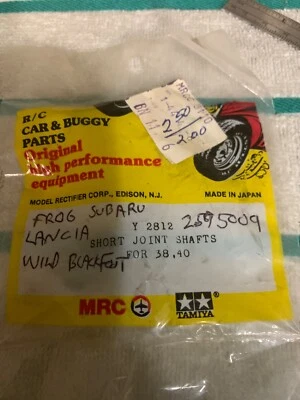 R/C
CAR & BUGGY
PARTS
Original
high performance
equipment
2.50
2.00
MODEL RECTIFIER CORP., EDISON, N.J.
MADE IN JAPAN
FROG SUBARU
LANCIA
WILD BLACKFOOT
Y 2812
2595009
SHORT JOINT SHAFTS
FOR 38,40
MRC
TAMIYA